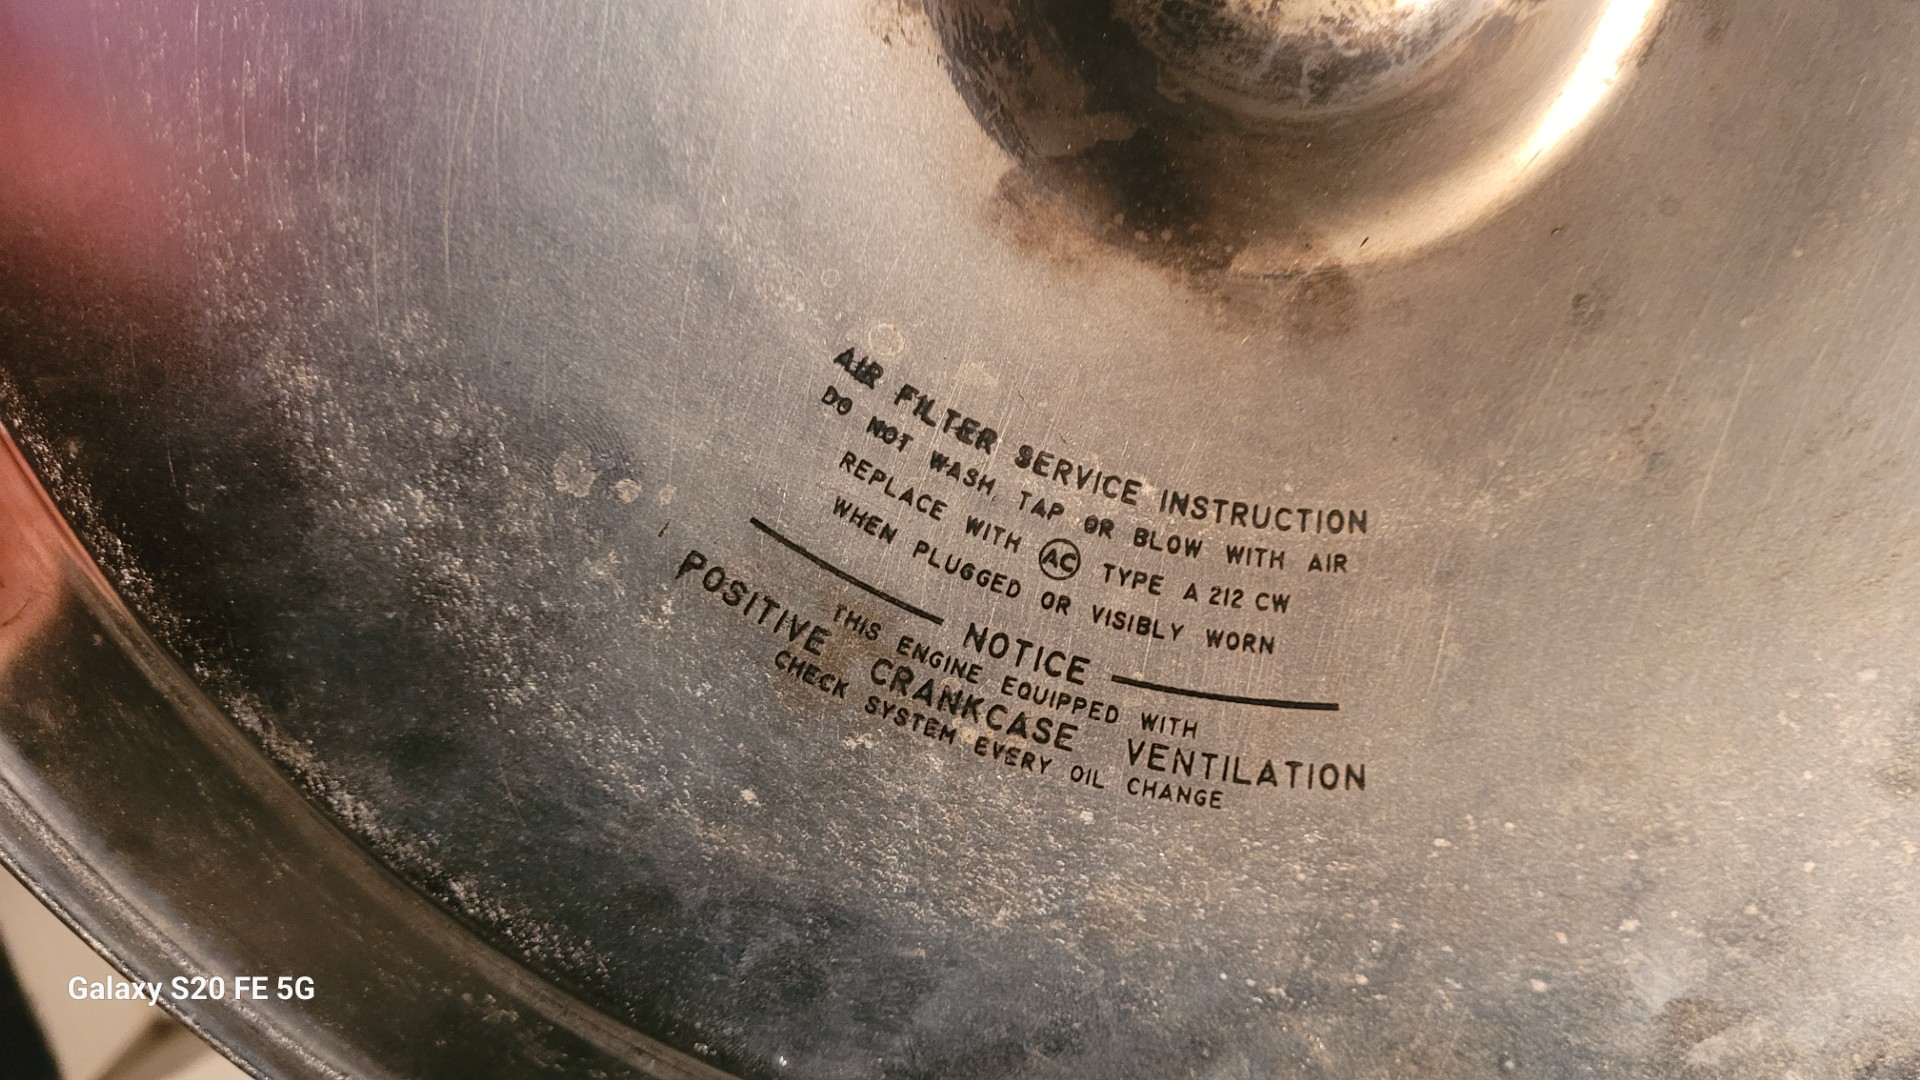 AIR FILTER SERVICE INSTRUCTION
DO NOT WASH, TAP OR BLOW WITH AIR
REPLACE WITH AC TYPE A 212 CW
WHEN PLUGGED OR VISIBLY WORN
NOTICE
THIS ENGINE EQUIPPED WITH
POSITIVE CRANKCASE VENTILATION
CHECK SYSTEM EVERY OIL CHANGE
Galaxy S20 FE 5G